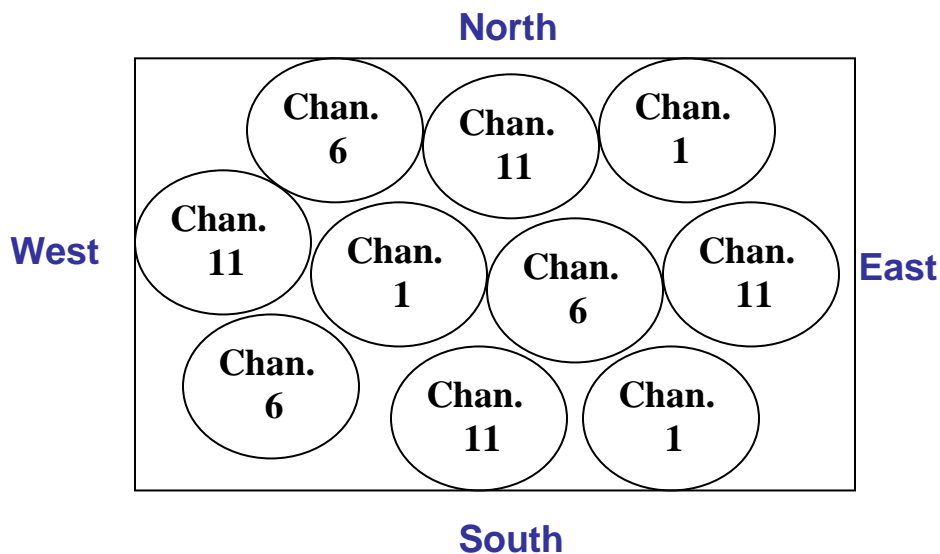 North
Chan.
6
Chan.
11
Chan.
1
West
Chan.
11
Chan.
1
Chan.
6
Chan.
11
East
Chan.
6
Chan.
11
Chan.
1
South